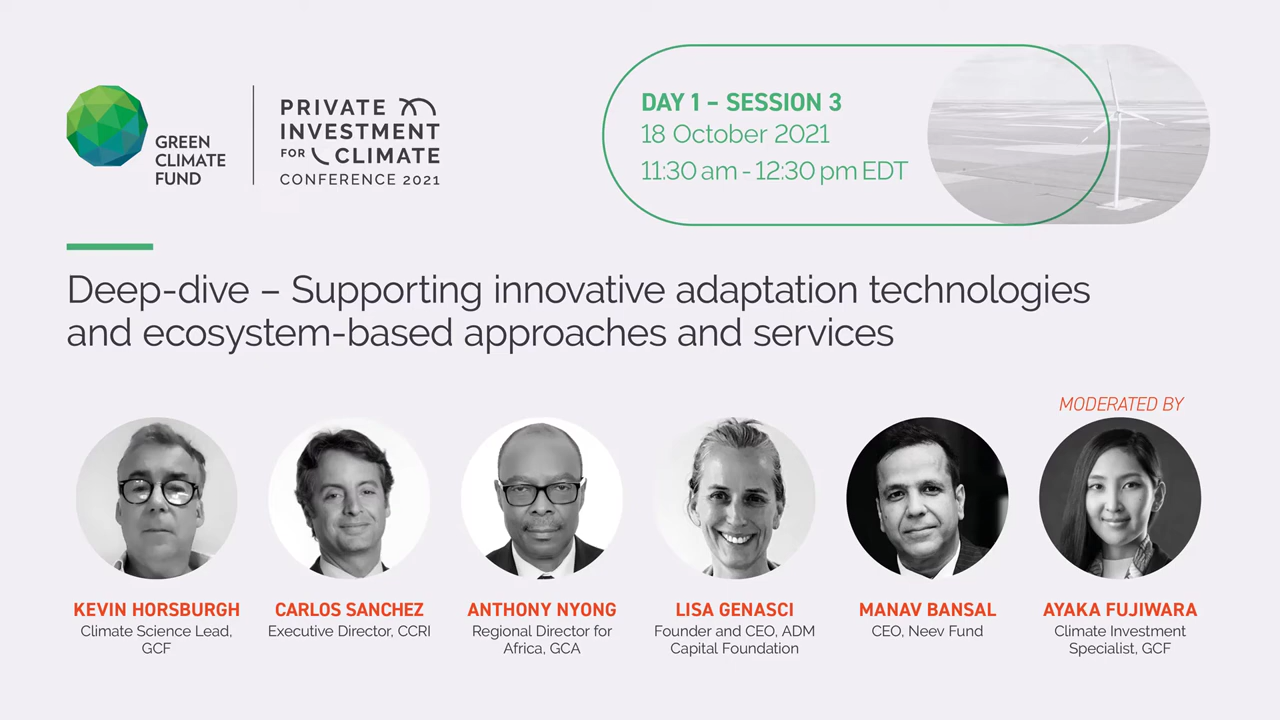 GREEN
CLIMATE
FUND
PRIVATE
INVESTMENT
FOR CLIMATE
CONFERENCE 2021
DAY 1 – SESSION 3
18 October 2021
11:30 am - 12:30 pm EDT
Deep-dive – Supporting innovative adaptation technologies
and ecosystem-based approaches and services
MODERATED BY
KEVIN HORSBURGH
Climate Science Lead,
GCF
CARLOS SANCHEZ
Executive Director, CCRI
ANTHONY NYONG
Regional Director for
Africa, GCA
LISA GENASCI
Founder and CEO, ADM
Capital Foundation
MANAV BANSAL
CEO, Neev Fund
AYAKA FUJIWARA
Climate Investment
Specialist, GCF